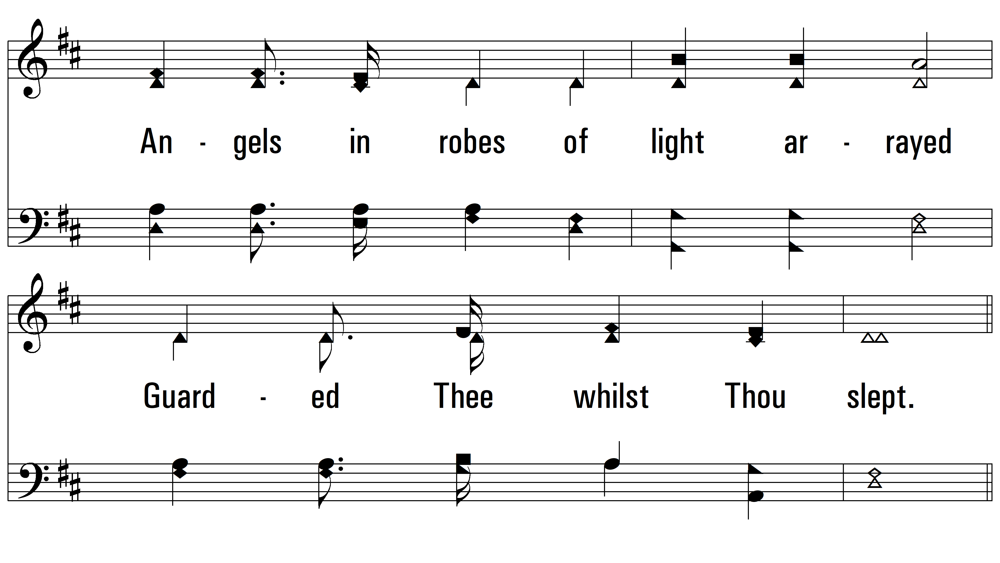 An - gels in robes of light ar - rayed
Guard - ed Thee whilst Thou slept.